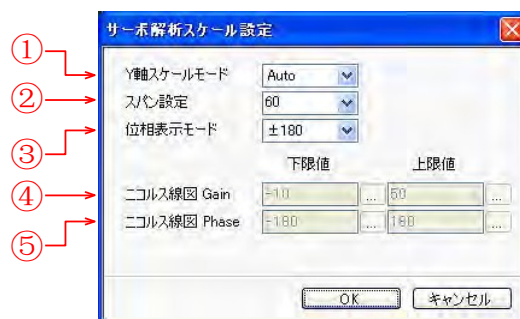 サーボ解析スケール設定
① Y軸スケールモード Auto
② スパン設定 60
③ 位相表示モード ±180
下限値 上限値
④ ニコルス線図 Gain -10 ... 50 ...
⑤ ニコルス線図 Phase -180 ... 180 ...
OK キャンセル